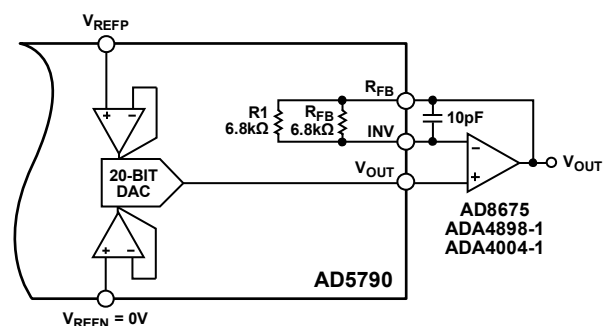 VREFP
R1
6.8kΩ
RFB
6.8kΩ
RFB
INV
VOUT
10pF
VOUT
20-BIT
DAC
AD8675
ADA4898-1
ADA4004-1
AD5790
VREFN = 0V